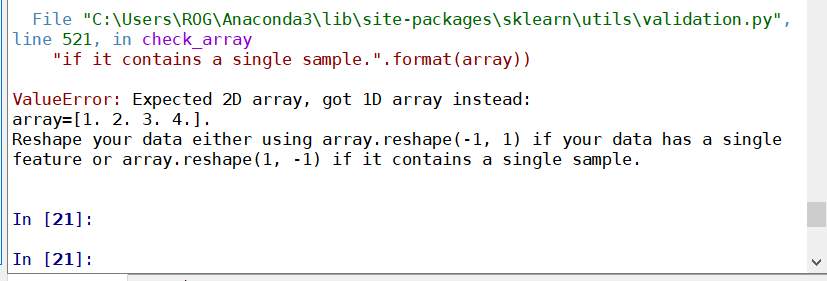 File "C:\Users\ROG\Anaconda3\lib\site-packages\sklearn\utils\validation.py",
line 521, in check_array
"if it contains a single sample.".format(array))
ValueError: Expected 2D array, got 1D array instead:
array=[1. 2. 3. 4.].
Reshape your data either using array.reshape(-1, 1) if your data has a single
feature or array.reshape(1, -1) if it contains a single sample.
In [21]:
In [21]: